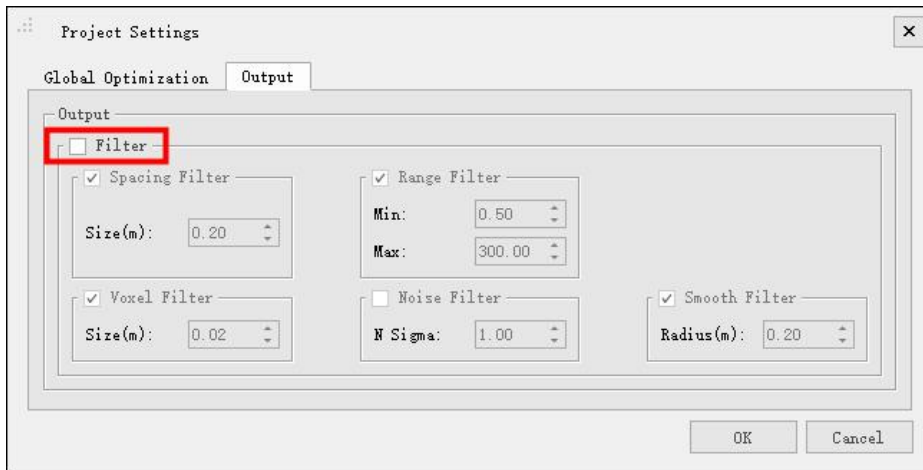 Project Settings
Global Optimization Output
Output
Filter
Spacing Filter
Size(m): 0.20
Range Filter
Min: 0.50
Max: 300.00
Voxel Filter
Size(m): 0.02
Noise Filter
N Sigma: 1.00
Smooth Filter
Radius(m): 0.20
OK Cancel